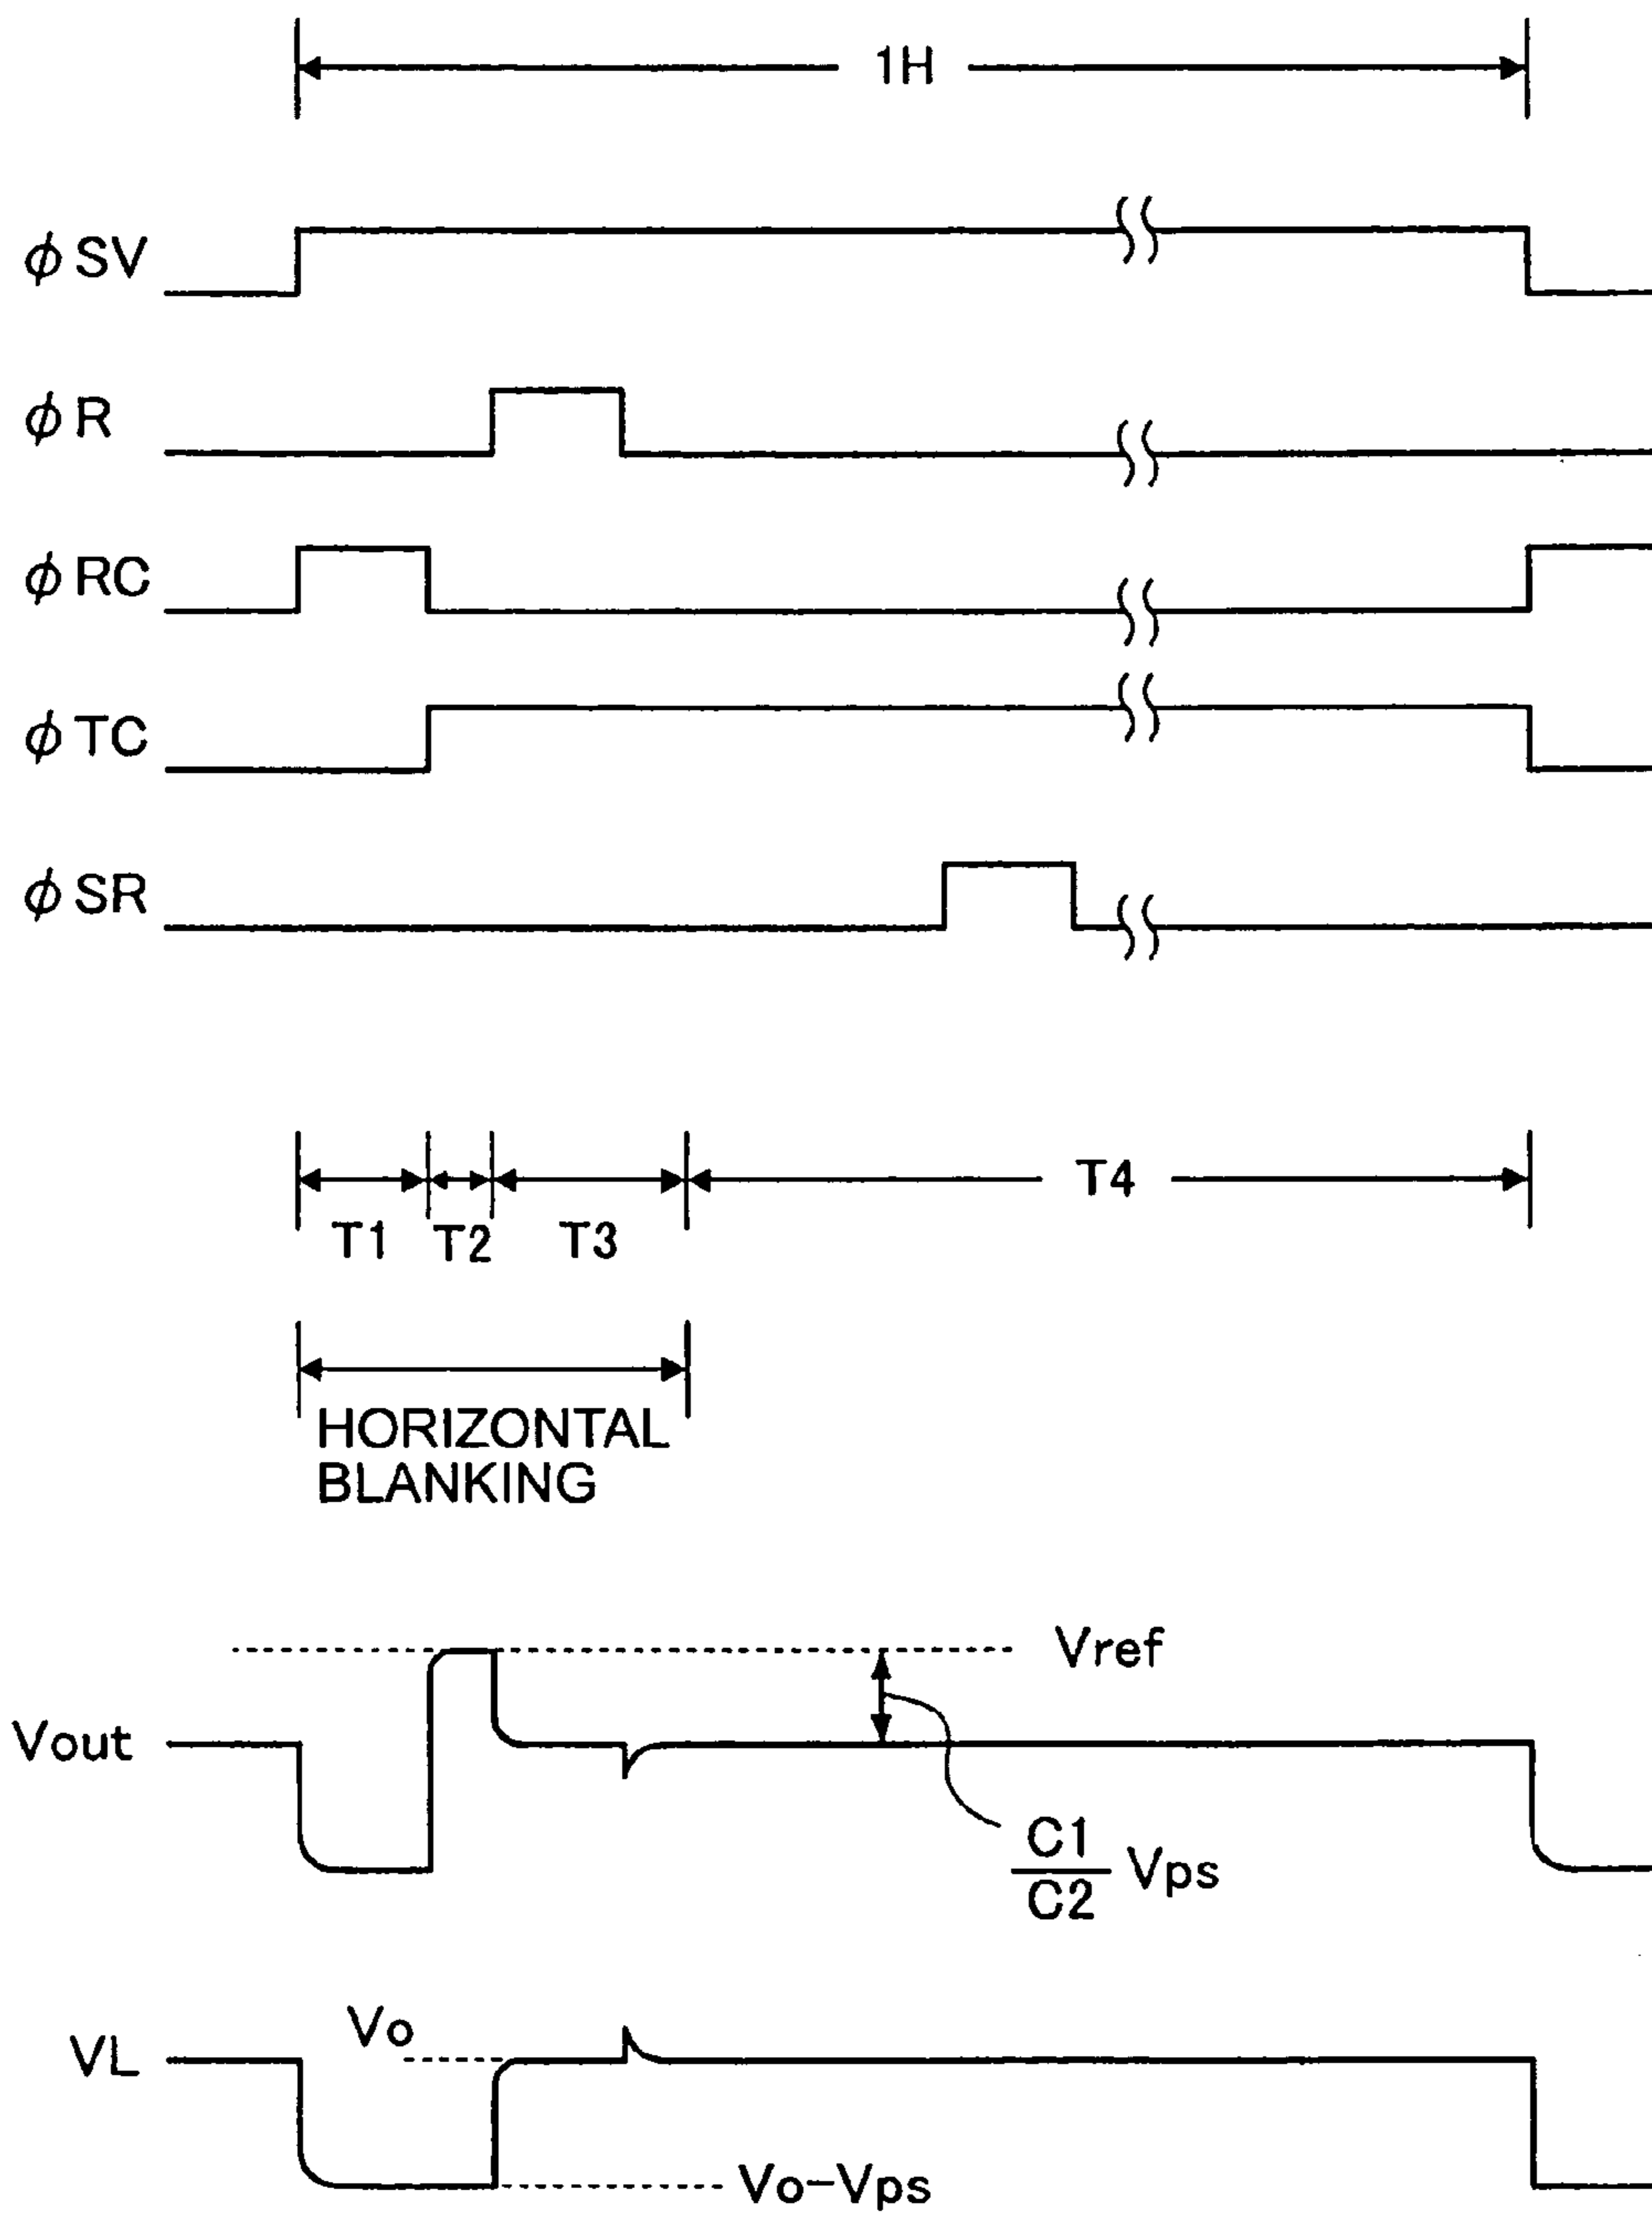 1H
ϕSV
ϕR
ϕRC
ϕTC
ϕSR
T4
T1 T2 T3
HORIZONTAL
BLANKING
Vref
Vout
C1
C2
Vps
Vo
VL
Vo-Vps